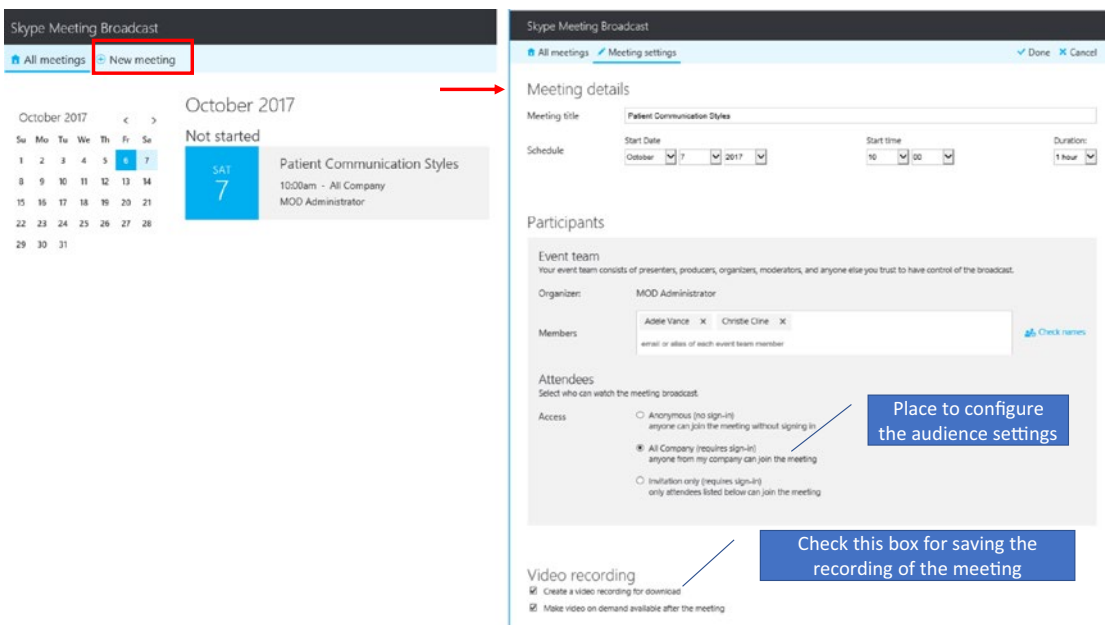 Skype Meeting Broadcast
All meetings
New meeting
October 2017
< >
Su Mo Tu We Th Fr Sa
1 2 3 4 5 6 7
8 9 10 11 12 13 14
15 16 17 18 19 20 21
22 23 24 25 26 27 28
29 30 31
October 2017
Not started
SAT
7
Patient Communication Styles
10:00am - All Company
MOD Administrator
Skype Meeting Broadcast
All meetings Meeting settings Done Cancel
Meeting details
Meeting title Patient Communication Styles
Start Date Start time Duration:
Schedule October 7 2017 10 00 1 hour
Participants
Event team
Your event team consists of presenters, producers, organizers, moderators, and anyone else you trust to have control of the broadcast.
Organizer: MOD Administrator
Adele Vance x Christie Cline x
Members
email or alias of each event team member
Check names
Attendees
Select who can watch the meeting broadcast.
Access
Anonymous (no sign-in)
anyone can join the meeting without signing in
All Company (requires sign-in)
anyone from my company can join the meeting
Invitation only (requires sign-in)
only attendees listed below can join the meeting
Place to configure
the audience settings
Check this box for saving the
recording of the meeting
Video recording
Create a video recording for download
Make video on demand available after the meeting